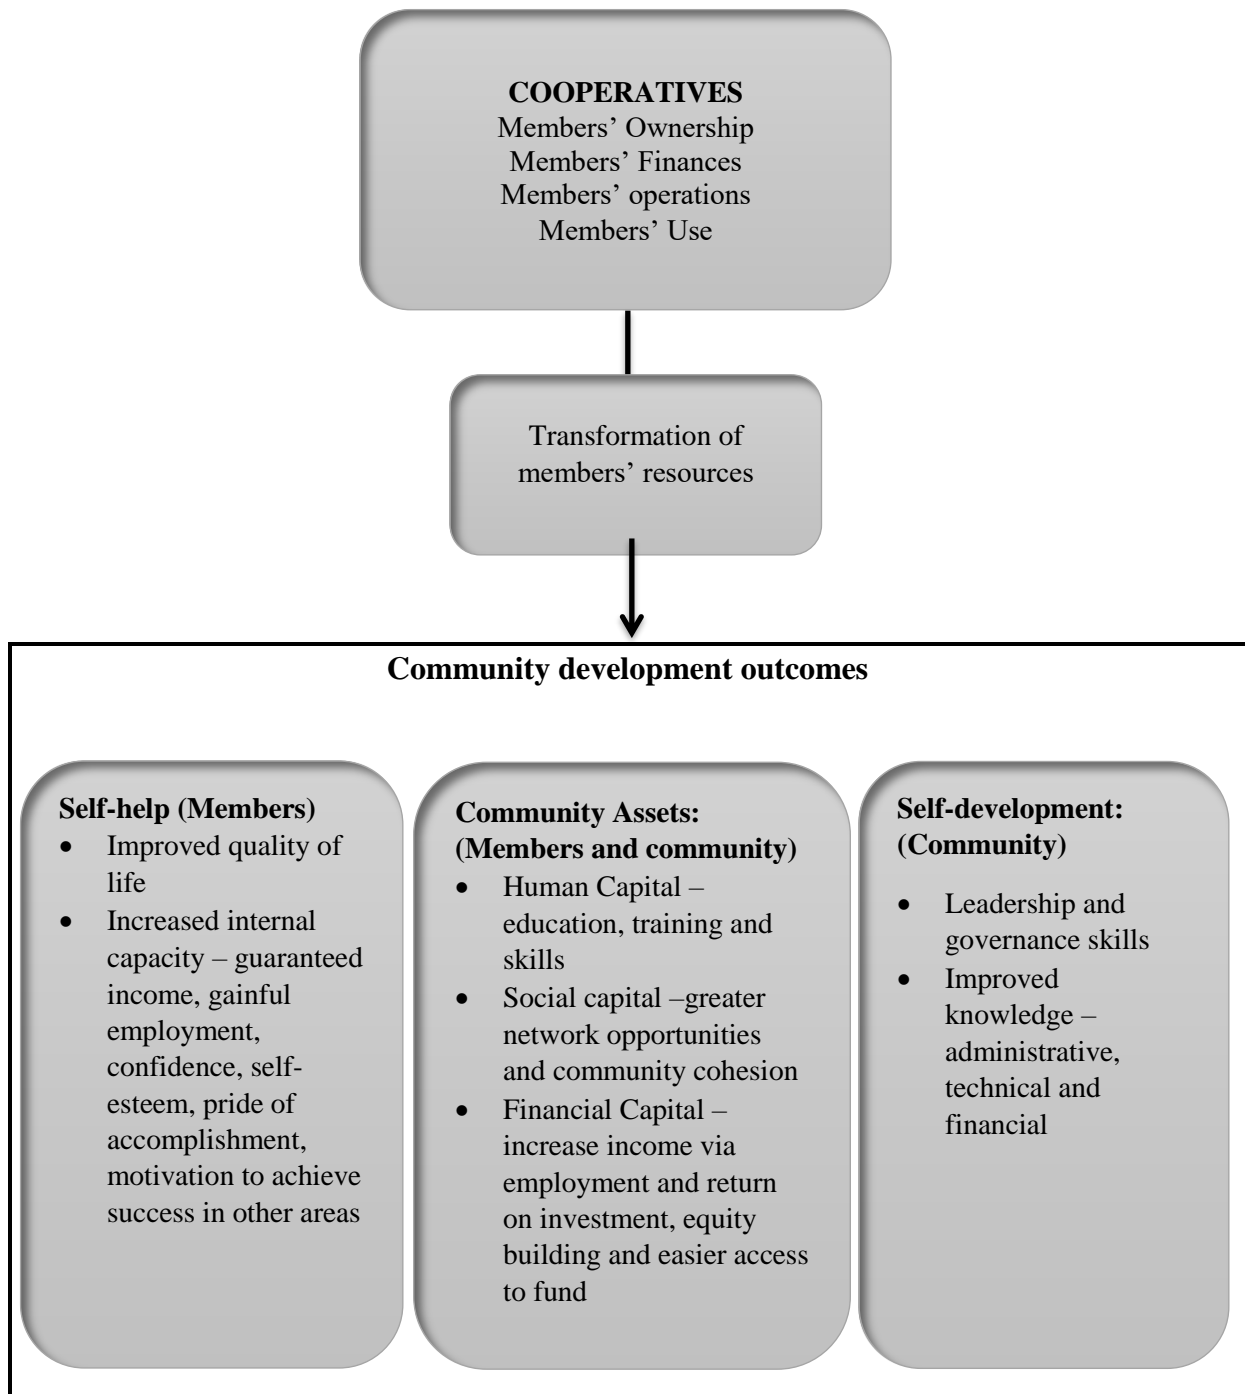 COOPERATIVES
Members’ Ownership
Members’ Finances
Members’ operations
Members’ Use
Transformation of
members’ resources
Community development outcomes
Self-help (Members)
• Improved quality of
life
• Increased internal
capacity – guaranteed
income, gainful
employment,
confidence, self-
esteem, pride of
accomplishment,
motivation to achieve
success in other areas
Community Assets:
(Members and community)
• Human Capital –
education, training and
skills
• Social capital –greater
network opportunities
and community cohesion
• Financial Capital –
increase income via
employment and return
on investment, equity
building and easier access
to fund
Self-development:
(Community)
• Leadership and
governance skills
• Improved
knowledge –
administrative,
technical and
financial